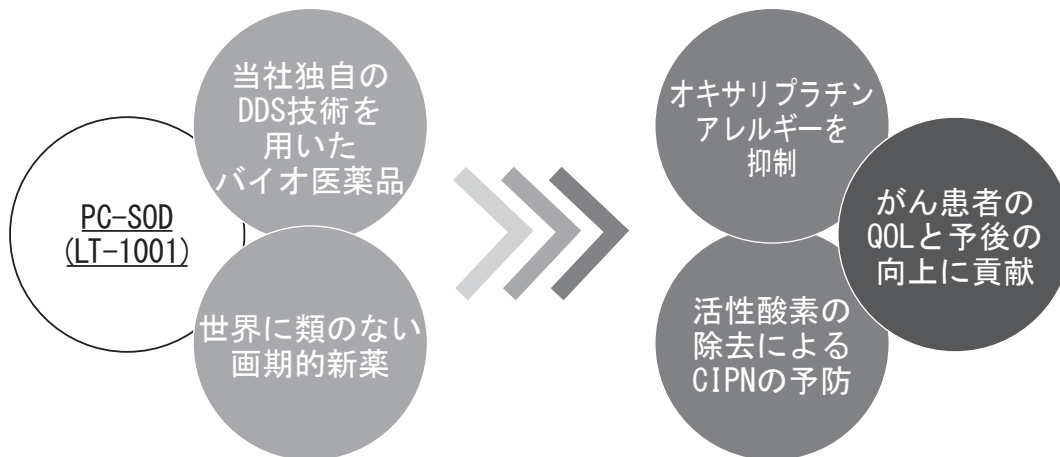 PC-SOD
(LT-1001)
当社独自の
DDS技術を
用いた
バイオ医薬品
世界に類のない
画期的新薬
オキサリプラチン
アレルギーを
抑制
活性酸素の
除去による
CIPNの予防
がん患者の
QOLと予後の
向上に貢献